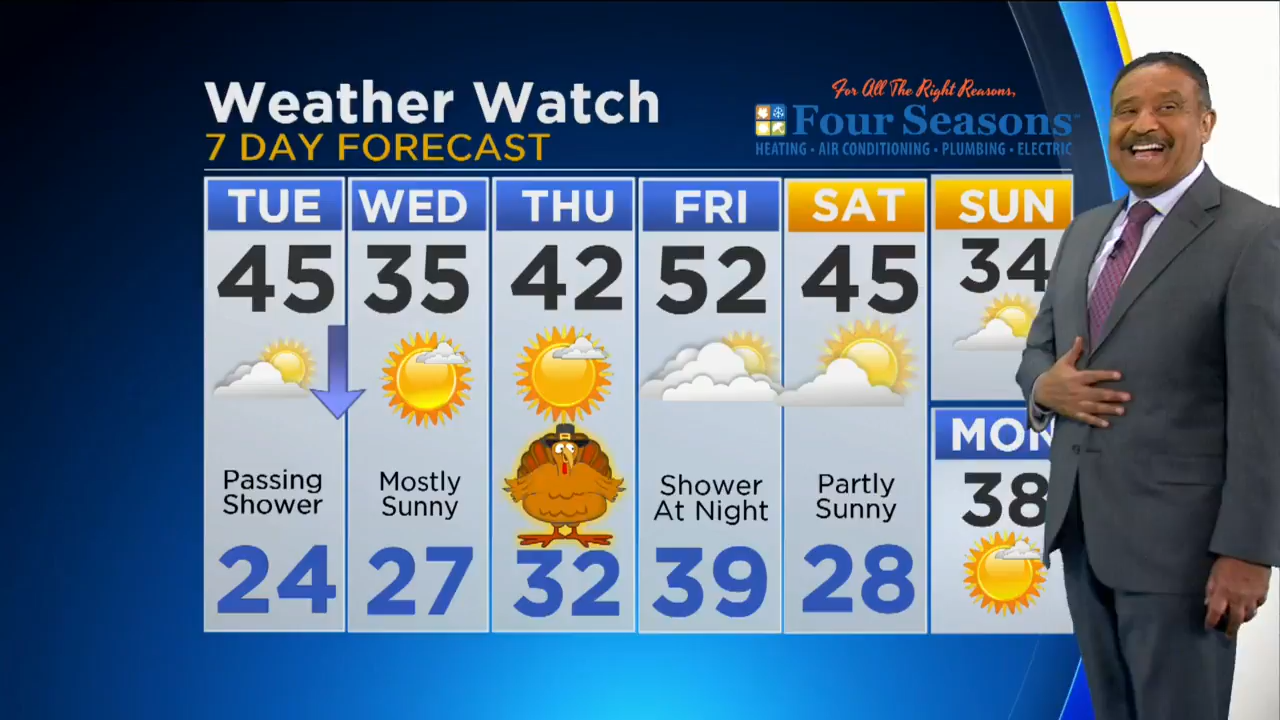 Weather Watch
7 DAY FORECAST
For All The Right Reasons.
Four Seasons
HEATING • AIR CONDITIONING • PLUMBING • ELECTRIC
TUE WED THU FRI SAT SUN
45 35 42 52 45 34
Passing Shower
Mostly Sunny
Shower At Night
Partly Sunny
24 27 32 39 28
MON
38